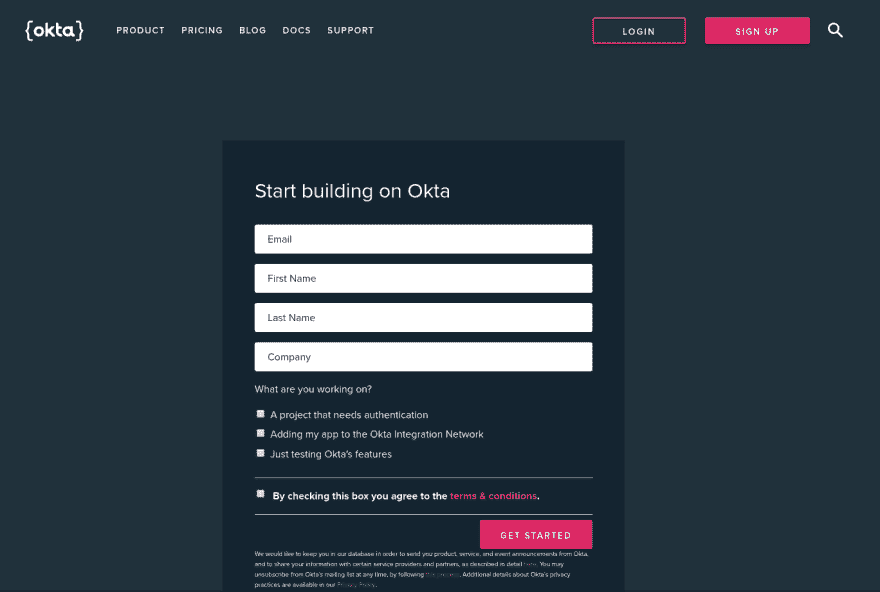 {okta}
PRODUCT PRICING BLOG DOCS SUPPORT
LOGIN SIGN UP
Start building on Okta
Email
First Name
Last Name
Company
What are you working on?
A project that needs authentication
Adding my app to the Okta Integration Network
Just testing Okta's features
By checking this box you agree to the terms & conditions.
GET STARTED
We would like to keep you in our database in order to send you product, service, and event announcements from Okta,
and to share your information with certain service providers and partners, as described in detail here. You may
unsubscribe from Okta's mailing list at any time, by following. Additional details about Okta's privacy
practices are available in our Privacy Policy.